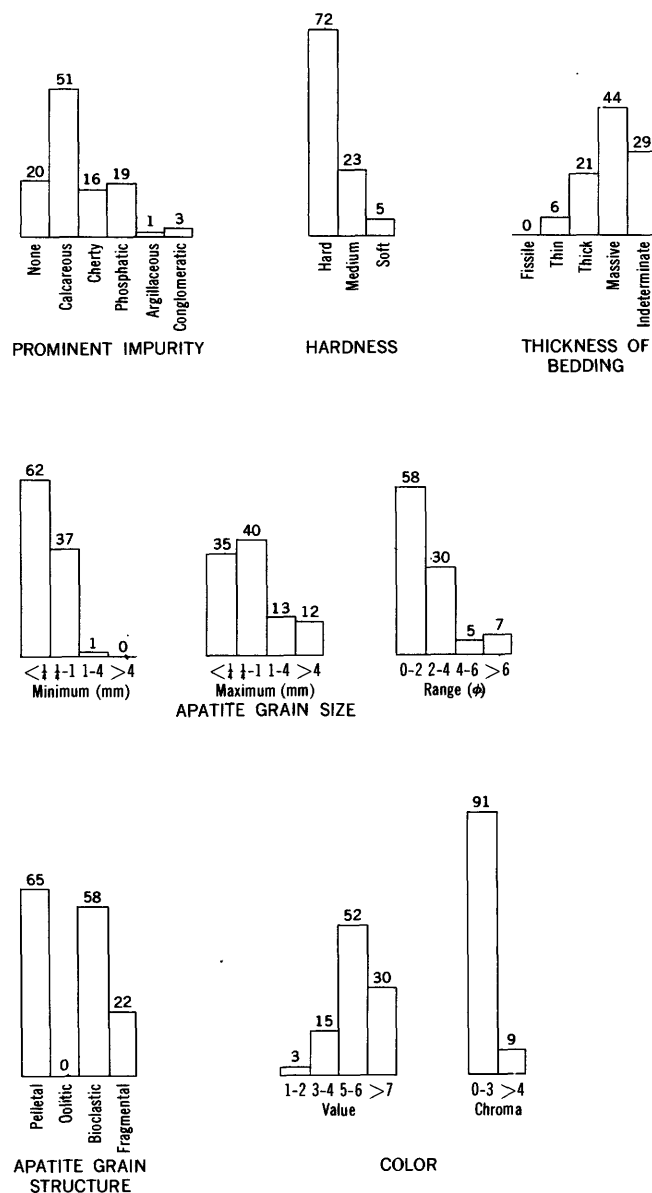 72
51
20
16
19
1
3
None
Calcareous
Cherty
Phosphatic
Argillaceous
Conglomeratic
PROMINENT IMPURITY
23
5
Hard
Medium
Soft
HARDNESS
0
6
21
44
29
Fissile
Thin
Thick
Massive
Indeterminate
THICKNESS OF
BEDDING
62
37
1
0
<¼ ¼-1 1-4 >4
Minimum (mm)
35
40
13
12
<¼ ¼-1 1-4 >4
Maximum (mm)
58
30
5
7
0-2 2-4 4-6 >6
Range (ϕ)
APATITE GRAIN SIZE
65
0
58
22
Pelletal
Oolitic
Bioclastic
Fragmental
APATITE GRAIN
STRUCTURE
3
15
52
30
1-2 3-4 5-6 >7
Value
91
9
0-3 >4
Chroma
COLOR